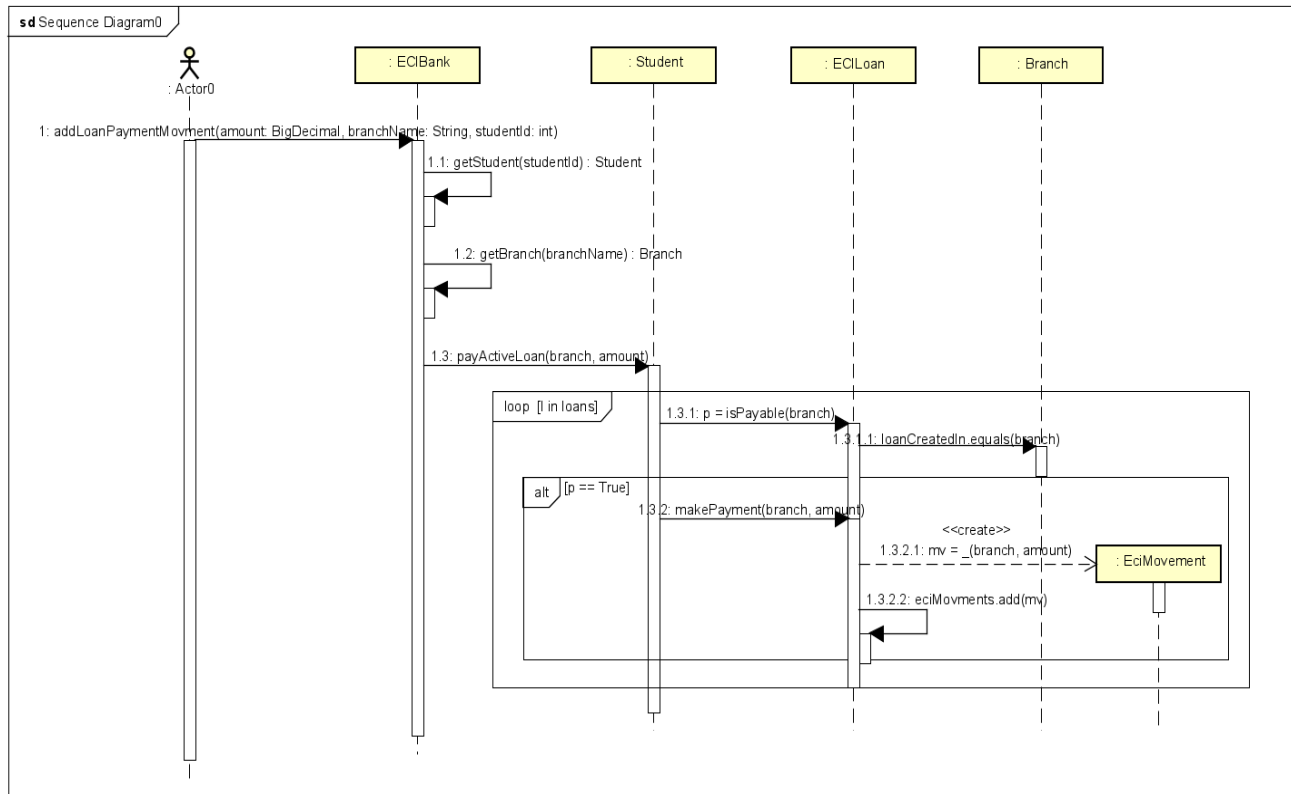 sd Sequence Diagram0
: Actor0
: ECIBank
: Student
: ECILoan
: Branch
1: addLoanPaymentMovment(amount: BigDecimal, branchName: String, studentId: int)
1.1: getStudent(studentId) : Student
1.2: getBranch(branchName) : Branch
1.3: payActiveLoan(branch, amount)
loop [l in loans]
1.3.1: p = isPayable(branch)
1.3.1.1: loanCreatedIn.equals(branch)
alt [p == True]
1.3.2: makePayment(branch, amount)
<<create>>
1.3.2.1: mv = _(branch, amount)
: EciMovement
1.3.2.2: eciMovments.add(mv)